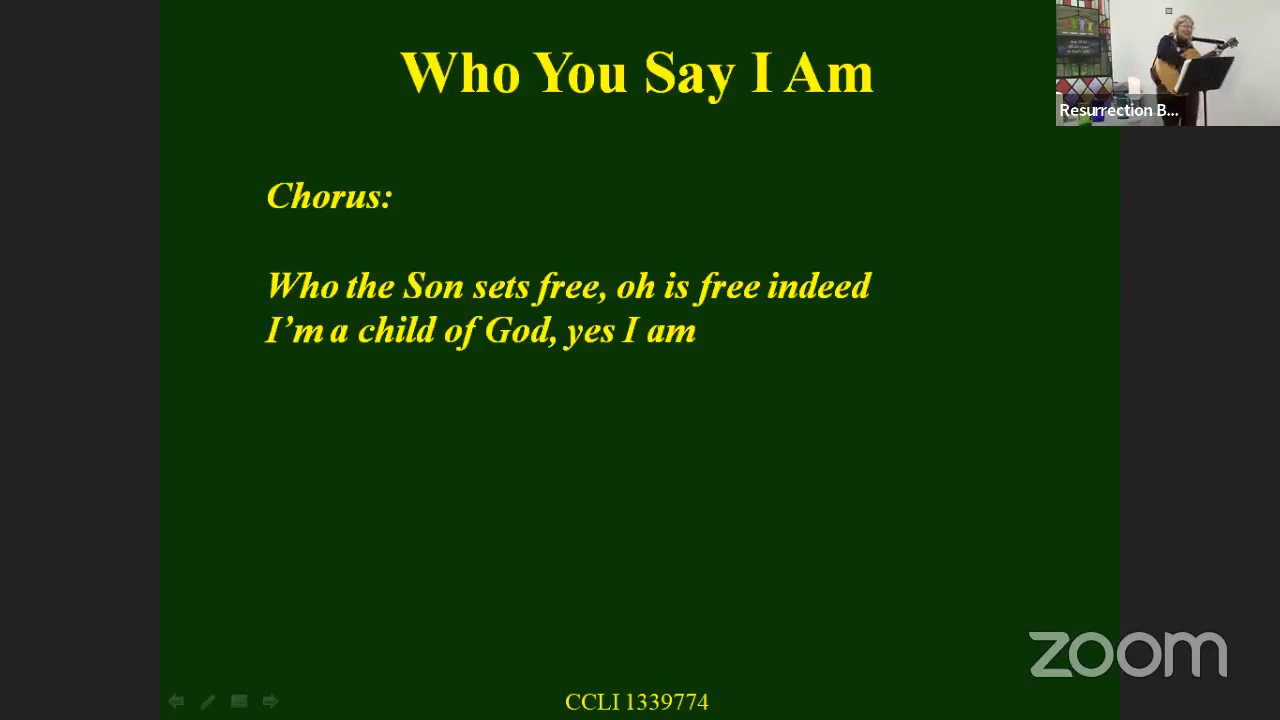 Who You Say I Am
Resurrection B...
Chorus:
Who the Son sets free, oh is free indeed
I’m a child of God, yes I am
zoom
CCLI 1339774